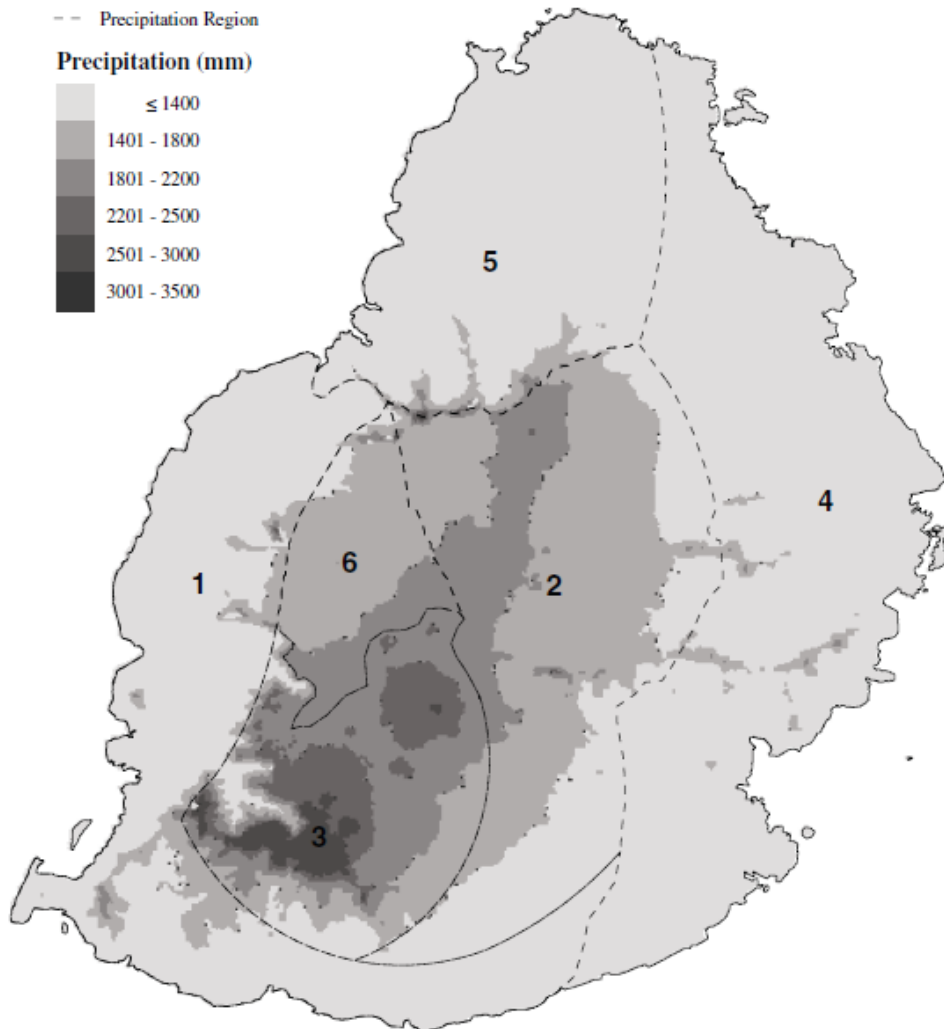 Precipitation Region
Precipitation (mm)
≤ 1400
1401 - 1800
1801 - 2200
2201 - 2500
2501 - 3000
3001 - 3500
5
4
6
1
2
3